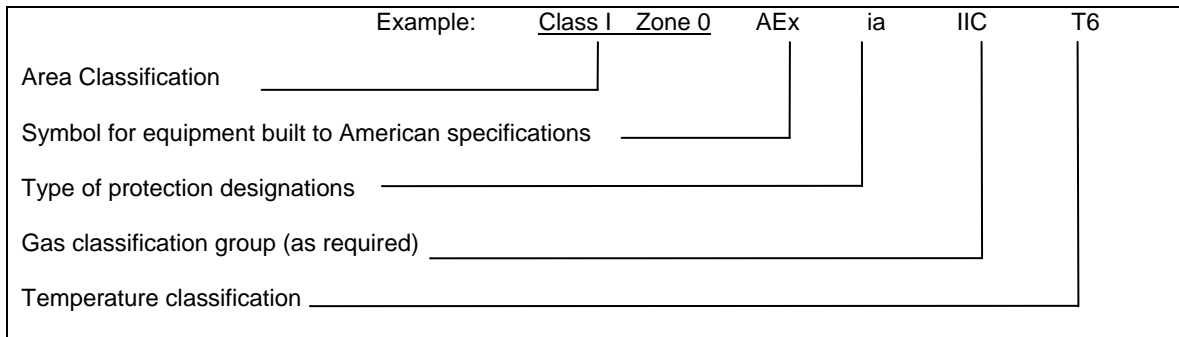 Example: Class I Zone 0 AEx ia IIC T6
Area Classification
Symbol for equipment built to American specifications
Type of protection designations
Gas classification group (as required)
Temperature classification